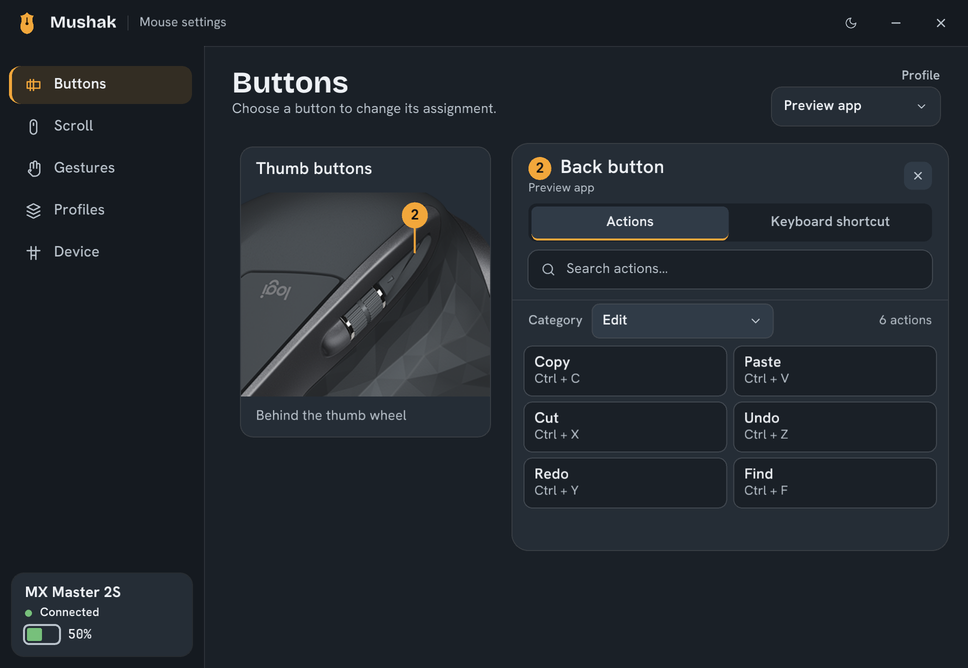 Mushak
Mouse settings
Buttons
Scroll
Gestures
Profiles
Device
MX Master 2S
Connected
50%
Buttons
Choose a button to change its assignment.
Profile
Preview app
Thumb buttons
2
logi
Behind the thumb wheel
2 Back button
Preview app
Actions
Keyboard shortcut
Search actions...
Category
Edit
6 actions
Copy
Ctrl + C
Paste
Ctrl + V
Cut
Ctrl + X
Undo
Ctrl + Z
Redo
Ctrl + Y
Find
Ctrl + F